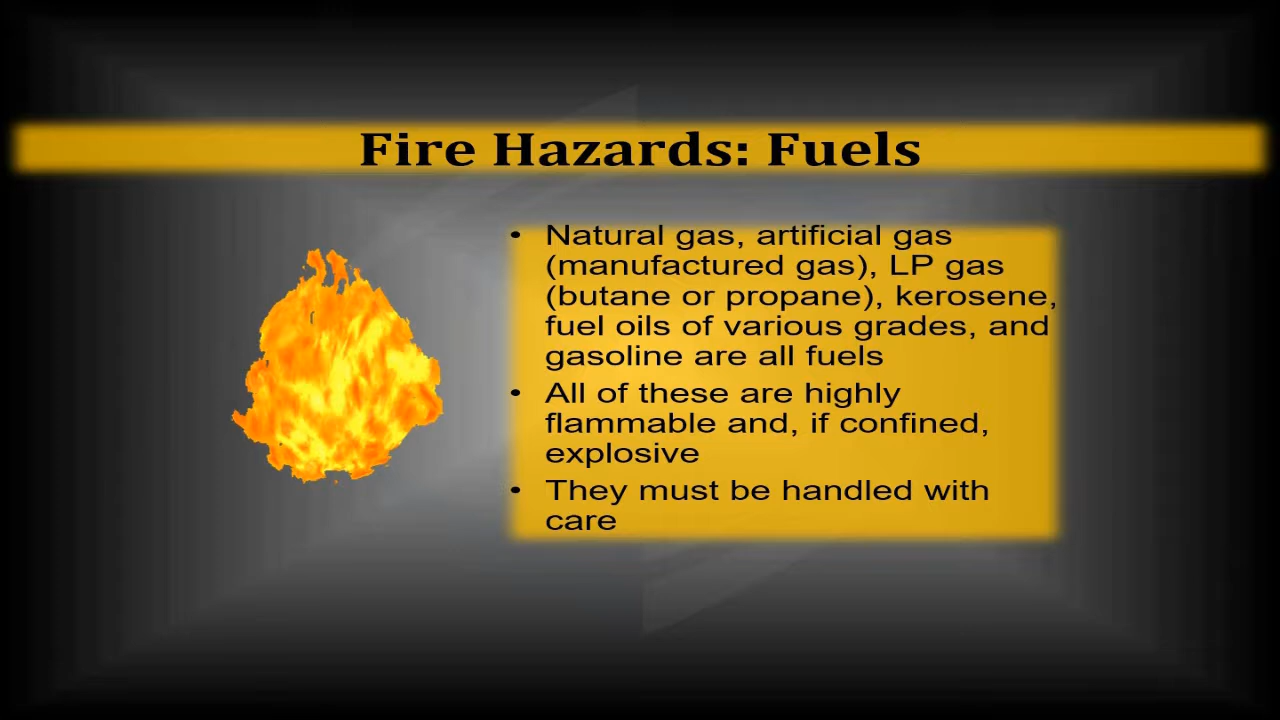 Fire Hazards: Fuels
• Natural gas, artificial gas
(manufactured gas), LP gas
(butane or propane), kerosene,
fuel oils of various grades, and
gasoline are all fuels
• All of these are highly
flammable and, if confined,
explosive
• They must be handled with
care